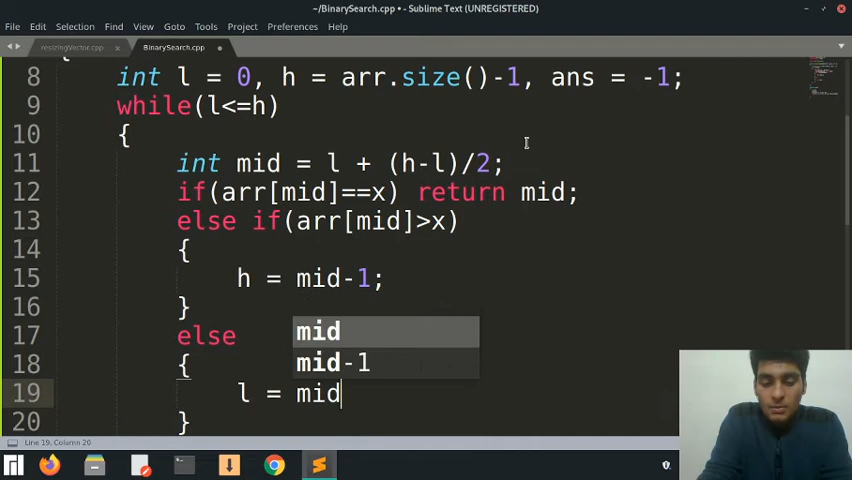 ~/BinarySearch.cpp • - Sublime Text (UNREGISTERED)
File Edit Selection Find View Goto Tools Project Preferences Help
resizingVector.cpp × BinarySearch.cpp
8 int l = 0, h = arr.size()-1, ans = -1;
9 while(l<=h)
10 {
11 int mid = l + (h-l)/2;
12 if(arr[mid]==x) return mid;
13 else if(arr[mid]>x)
14 {
15 h = mid-1;
16 }
17 else
mid
18 {
mid-1
19 l = mid
20 }
Line 19, Column 20